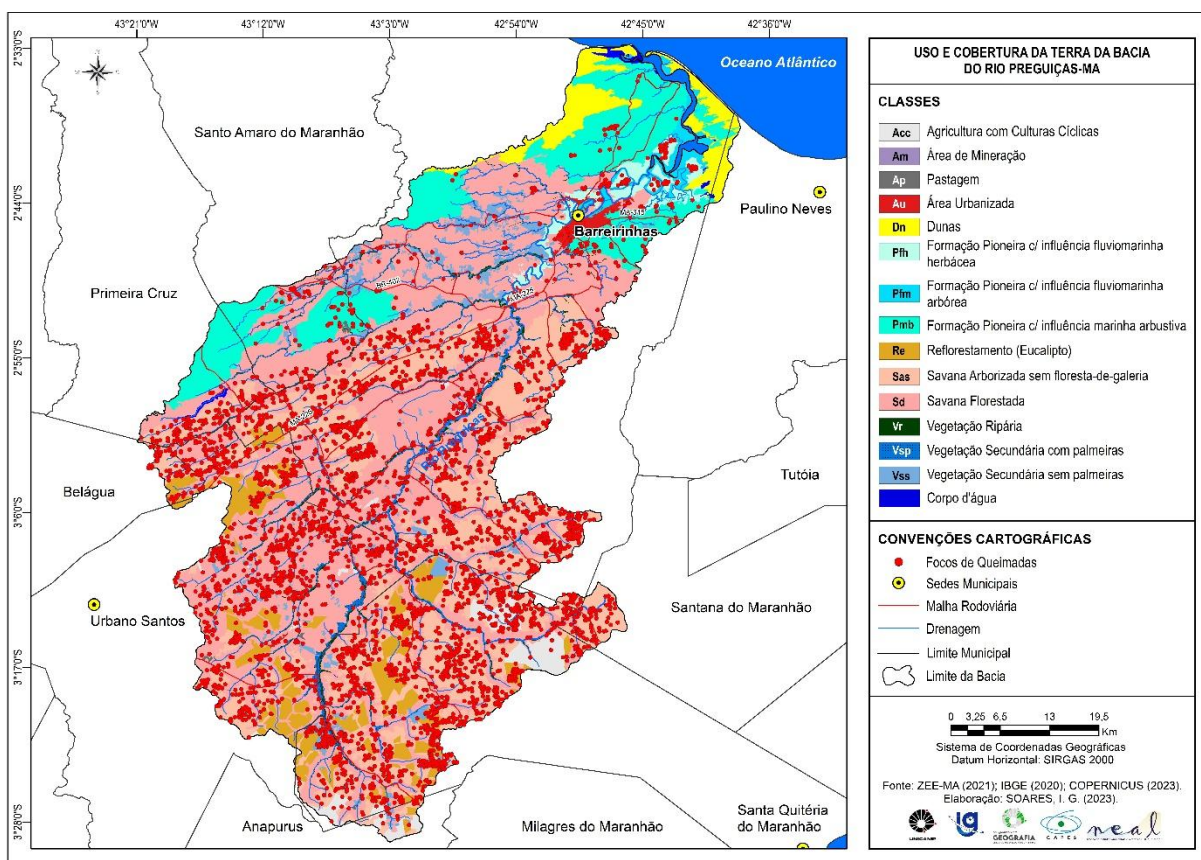 43°21'0"W
43°12'0"W
43°3'0"W
42°54'0"W
42°45'0"W
42°36'0"W
2°33'0"S
2°44'0"S
2°55'0"S
3°6'0"S
3°17'0"S
3°28'0"S
Oceano Atlântico
Santo Amaro do Maranhão
Paulino Neves
Barreirinhas
Primeira Cruz
Rio Preguiças
Tutóia
Belágua
Santana do Maranhão
Urbano Santos
Anapurus
Milagres do Maranhão
Santa Quitéria
do Maranhão
USO E COBERTURA DA TERRA DA BACIA
DO RIO PREGUIÇAS-MA
CLASSES
Acc Agricultura com Culturas Cíclicas
Am Área de Mineração
Ap Pastagem
Au Área Urbanizada
Dn Dunas
Pfh Formação Pioneira c/ influência fluviomarinha
herbácea
Pfm Formação Pioneira c/ influência fluviomarinha
arbórea
Pmb Formação Pioneira c/ influência marinha arbustiva
Re Reflorestamento (Eucalipto)
Sas Savana Arborizada sem floresta-de-galeria
Sd Savana Florestada
Vr Vegetação Ripária
Vsp Vegetação Secundária com palmeiras
Vss Vegetação Secundária sem palmeiras
Corpo d'água
CONVENÇÕES CARTOGRÁFICAS
Focos de Queimadas
Sedes Municipais
Malha Rodoviária
Drenagem
Limite Municipal
Limite da Bacia
0 3,25 6,5 13 19,5
Km
Sistema de Coordenadas Geográficas
Datum Horizontal: SIRGAS 2000
Fonte: ZEE-MA (2021); IBGE (2020); COPERNICUS (2023).
Elaboração: SOARES, I. G. (2023).
UNICAMP
GEOGRAFIA
neal